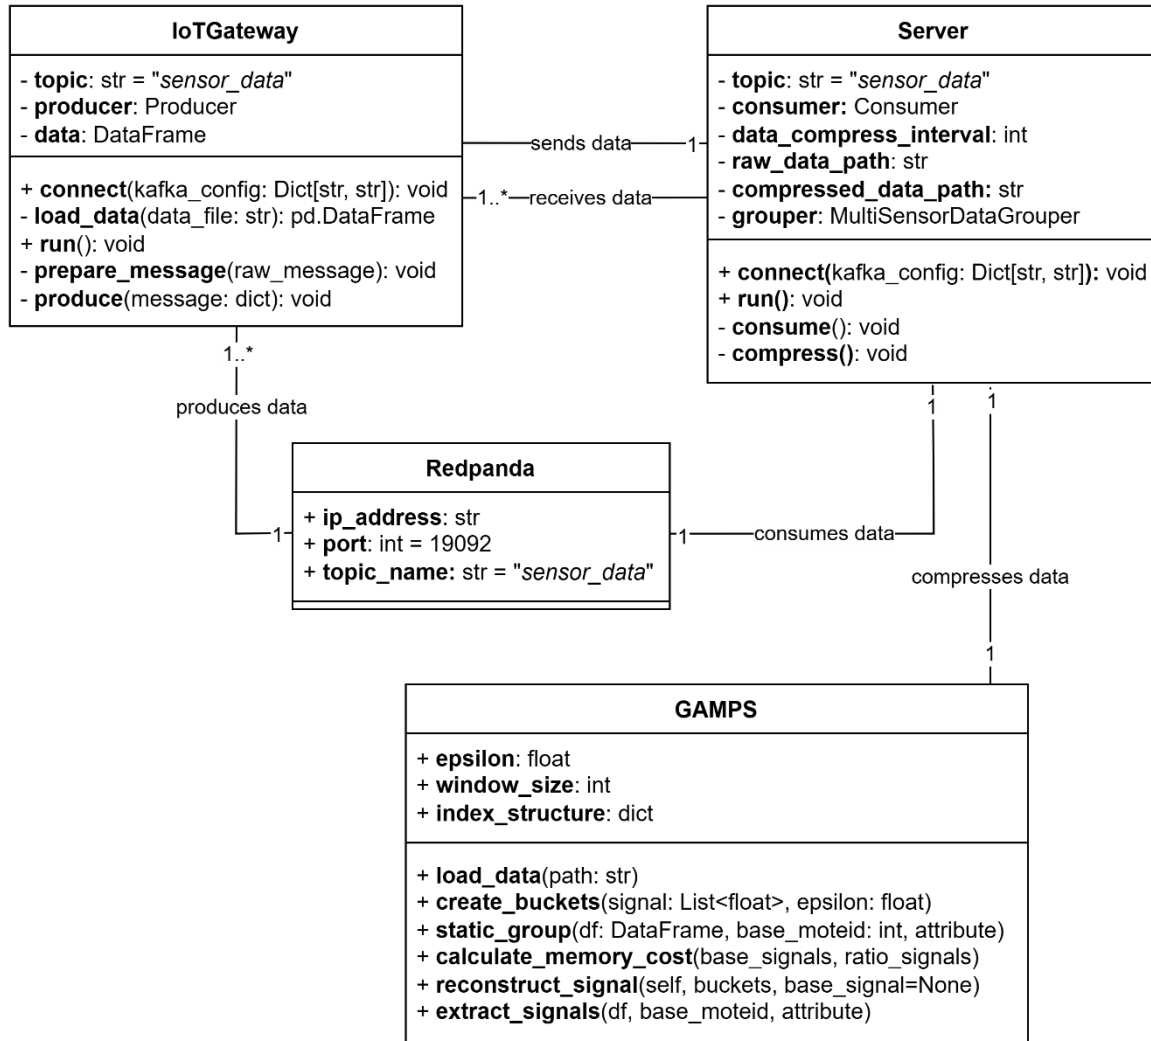 IoTGateway
- topic: str = "sensor_data"
- producer: Producer
- data: DataFrame
+ connect(kafka_config: Dict[str, str]): void
- load_data(data_file: str): pd.DataFrame
+ run(): void
- prepare_message(raw_message): void
- produce(message: dict): void
Server
- topic: str = "sensor_data"
- consumer: Consumer
- data_compress_interval: int
- raw_data_path: str
- compressed_data_path: str
- grouper: MultiSensorDataGrouper
+ connect(kafka_config: Dict[str, str]): void
+ run(): void
- consume(): void
- compress(): void
sends data
1
1..*
receives data
1..*
produces data
1
Redpanda
+ ip_address: str
+ port: int = 19092
+ topic_name: str = "sensor_data"
1
consumes data
1
1
compresses data
1
GAMPS
+ epsilon: float
+ window_size: int
+ index_structure: dict
+ load_data(path: str)
+ create_buckets(signal: List<float>, epsilon: float)
+ static_group(df: DataFrame, base_moteid: int, attribute)
+ calculate_memory_cost(base_signals, ratio_signals)
+ reconstruct_signal(self, buckets, base_signal=None)
+ extract_signals(df, base_moteid, attribute)